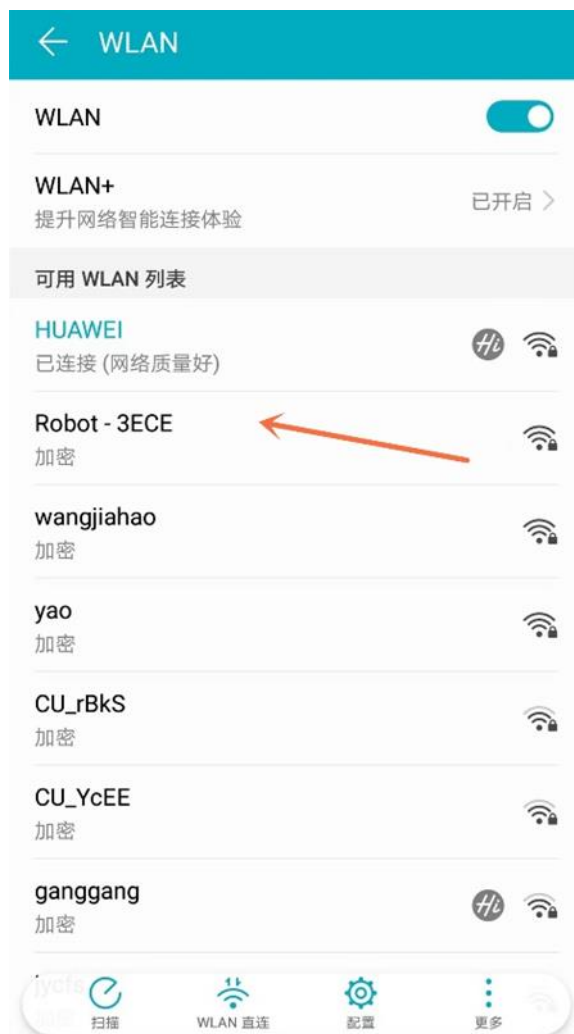 WLAN
WLAN
WLAN+
已开启
提升网络智能连接体验
可用 WLAN 列表
HUAWEI
Hi
已连接 (网络质量好)
Robot - 3ECE
加密
wangjiahao
加密
yao
加密
CU_rBkS
加密
CU_YcEE
加密
ganggang
Hi
加密
扫描
WLAN 直连
配置
更多